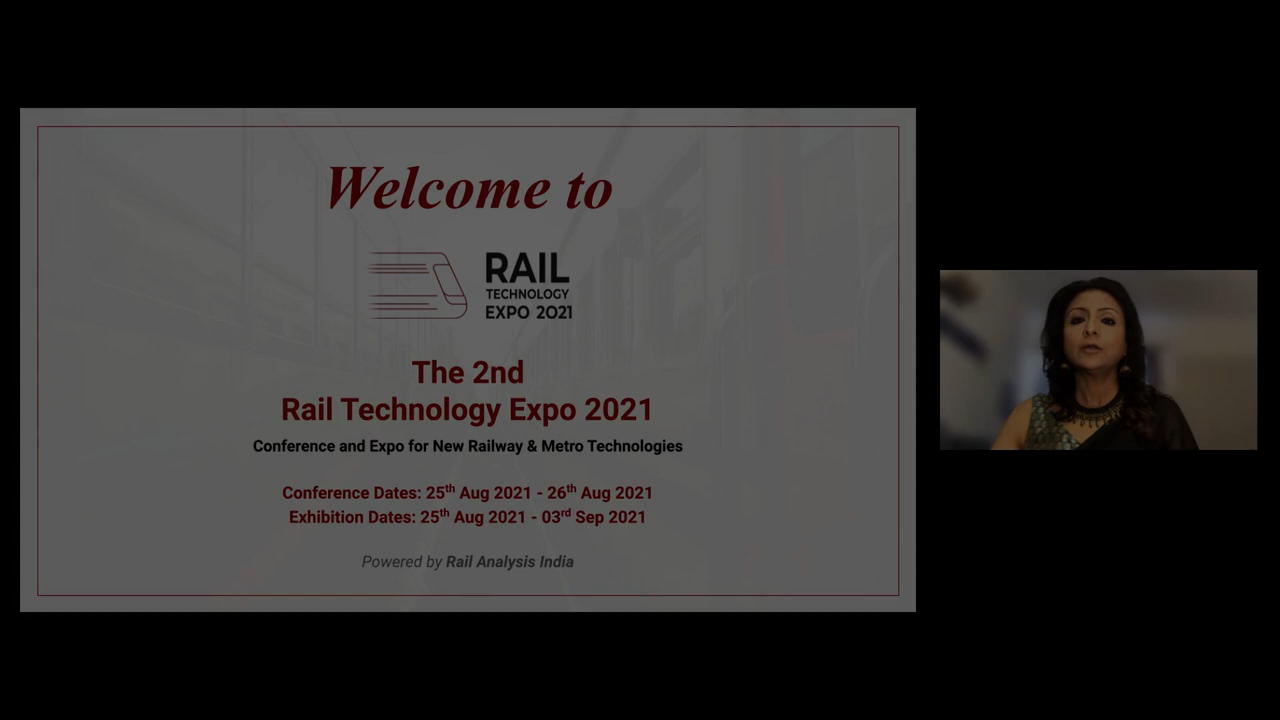 Welcome to
RAIL
TECHNOLOGY
EXPO 2021
The 2nd
Rail Technology Expo 2021
Conference and Expo for New Railway & Metro Technologies
Conference Dates: 25th Aug 2021 - 26th Aug 2021
Exhibition Dates: 25th Aug 2021 - 03rd Sep 2021
Powered by Rail Analysis India